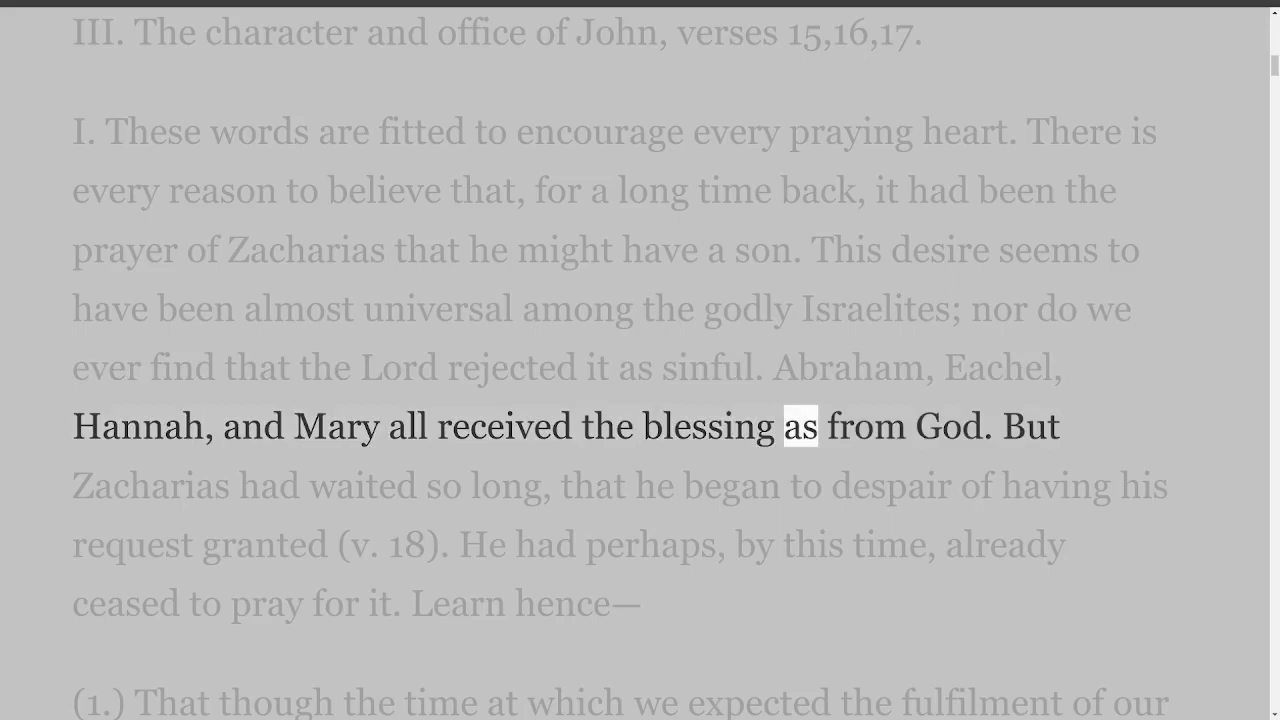 III. The character and office of John, verses 15,16,17.
I. These words are fitted to encourage every praying heart. There is
every reason to believe that, for a long time back, it had been the
prayer of Zacharias that he might have a son. This desire seems to
have been almost universal among the godly Israelites; nor do we
ever find that the Lord rejected it as sinful. Abraham, Eachel,
Hannah, and Mary all received the blessing as from God. But
Zacharias had waited so long, that he began to despair of having his
request granted (v. 18). He had perhaps, by this time, already
ceased to pray for it. Learn hence—
(1.) That though the time at which we expected the fulfilment of our